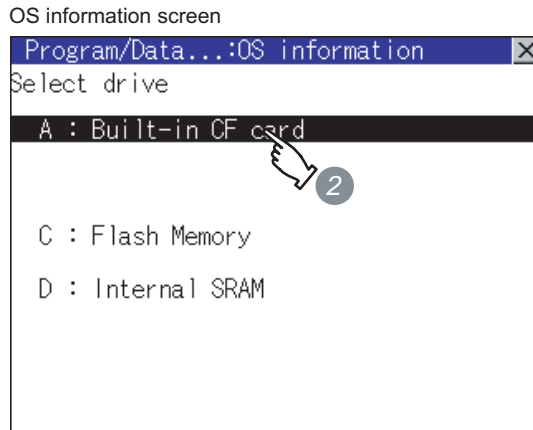 OS information screen
Program/Data...:OS information ×
Select drive
A : Built-in CF card
2
C : Flash Memory
D : Internal SRAM